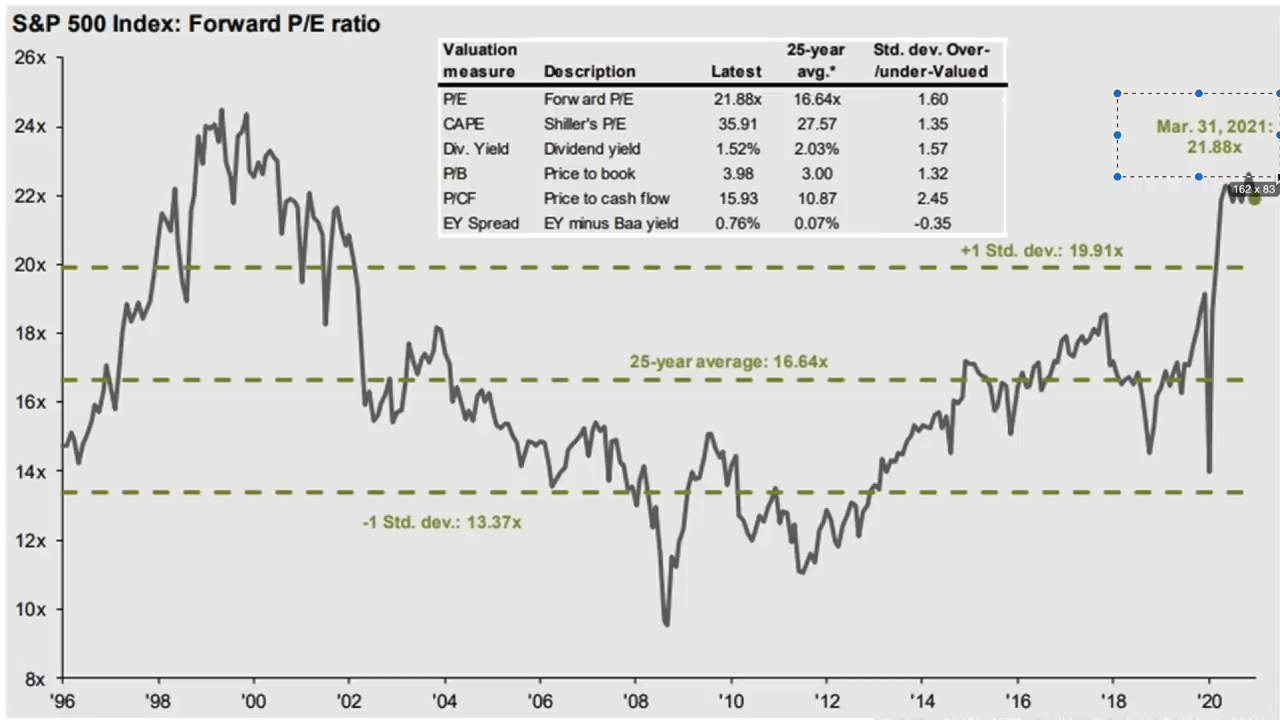 S&P 500 Index: Forward P/E ratio
Valuation measure Description Latest 25-year avg.* Std. dev. Over-/under-Valued
P/E Forward P/E 21.88x 16.64x 1.60
CAPE Shiller's P/E 35.91 27.57 1.35
Div. Yield Dividend yield 1.52% 2.03% 1.57
P/B Price to book 3.98 3.00 1.32
P/CF Price to cash flow 15.93 10.87 2.45
EY Spread EY minus Baa yield 0.76% 0.07% -0.35
26x
24x
22x
20x
18x
16x
14x
12x
10x
8x
Mar. 31, 2021:
21.88x
162 x 83
+1 Std. dev.: 19.91x
25-year average: 16.64x
-1 Std. dev.: 13.37x
'96 '98 '00 '02 '04 '06 '08 '10 '12 '14 '16 '18 '20